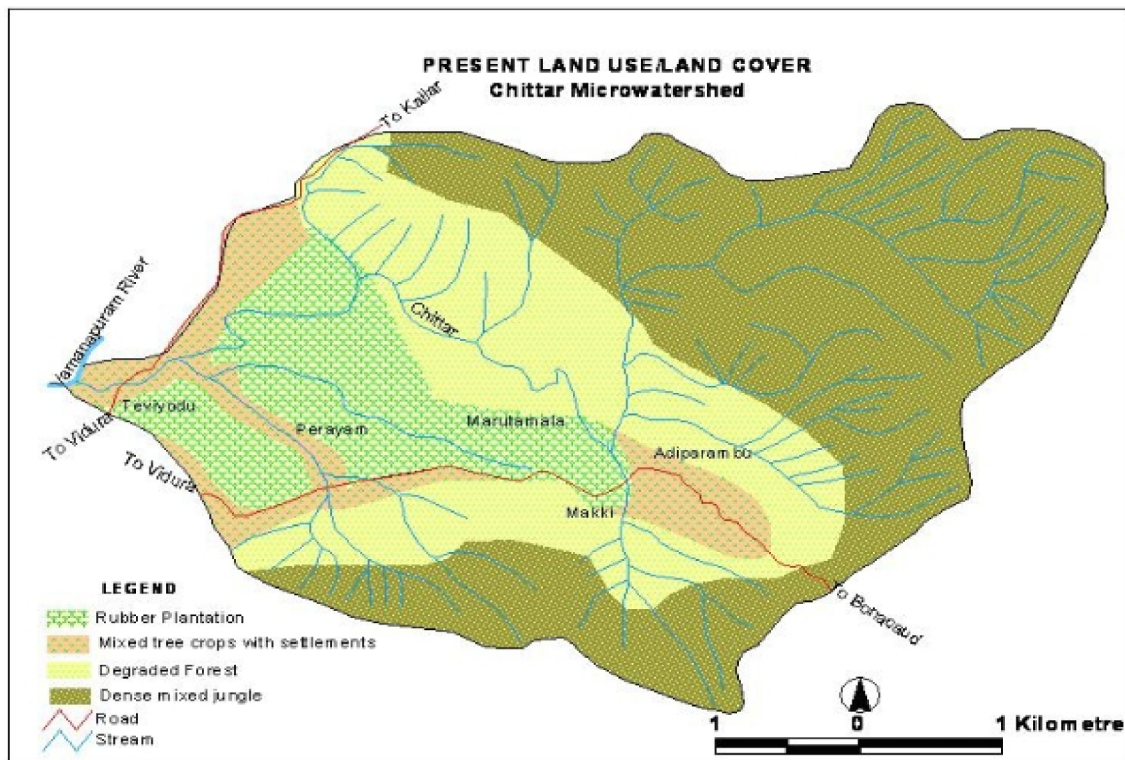 PRESENT LAND USE/LAND COVER
Chittar Microwatershed
To Kallar
Vamanapuram River
Chittar
Teviyodu
To Vidura
Perayam
Marutamala
Adiparambu
To Vidura
Makki
To Bonacaud
LEGEND
Rubber Plantation
Mixed tree crops with settlements
Degraded Forest
Dense mixed jungle
Road
Stream
1 0 1 Kilometre